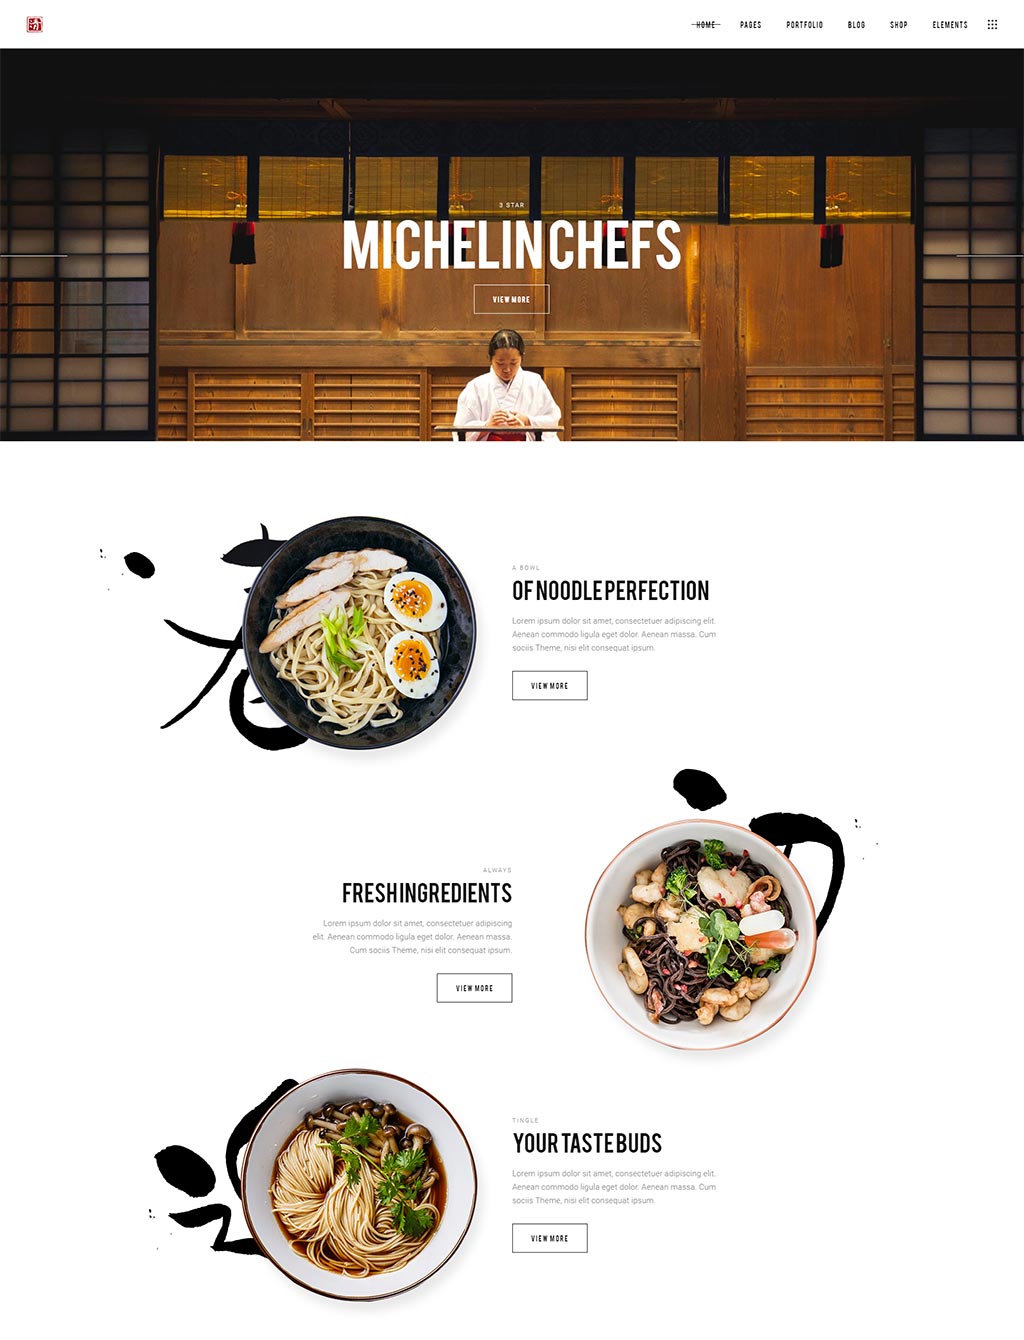 HOME PAGES PORTFOLIO BLOG SHOP ELEMENTS
3 STAR
MICHELIN CHEFS
VIEW MORE
A BOWL
OF NOODLE PERFECTION
Lorem ipsum dolor sit amet, consectetuer adipiscing elit.
Aenean commodo ligula eget dolor. Aenean massa. Cum
sociis Theme, nisi elit consequat ipsum.
VIEW MORE
ALWAYS
FRESH INGREDIENTS
Lorem ipsum dolor sit amet, consectetuer adipiscing
elit. Aenean commodo ligula eget dolor. Aenean massa.
Cum sociis Theme, nisi elit consequat ipsum.
VIEW MORE
TINGLE
YOUR TASTE BUDS
Lorem ipsum dolor sit amet, consectetuer adipiscing elit.
Aenean commodo ligula eget dolor. Aenean massa. Cum
sociis Theme, nisi elit consequat ipsum.
VIEW MORE